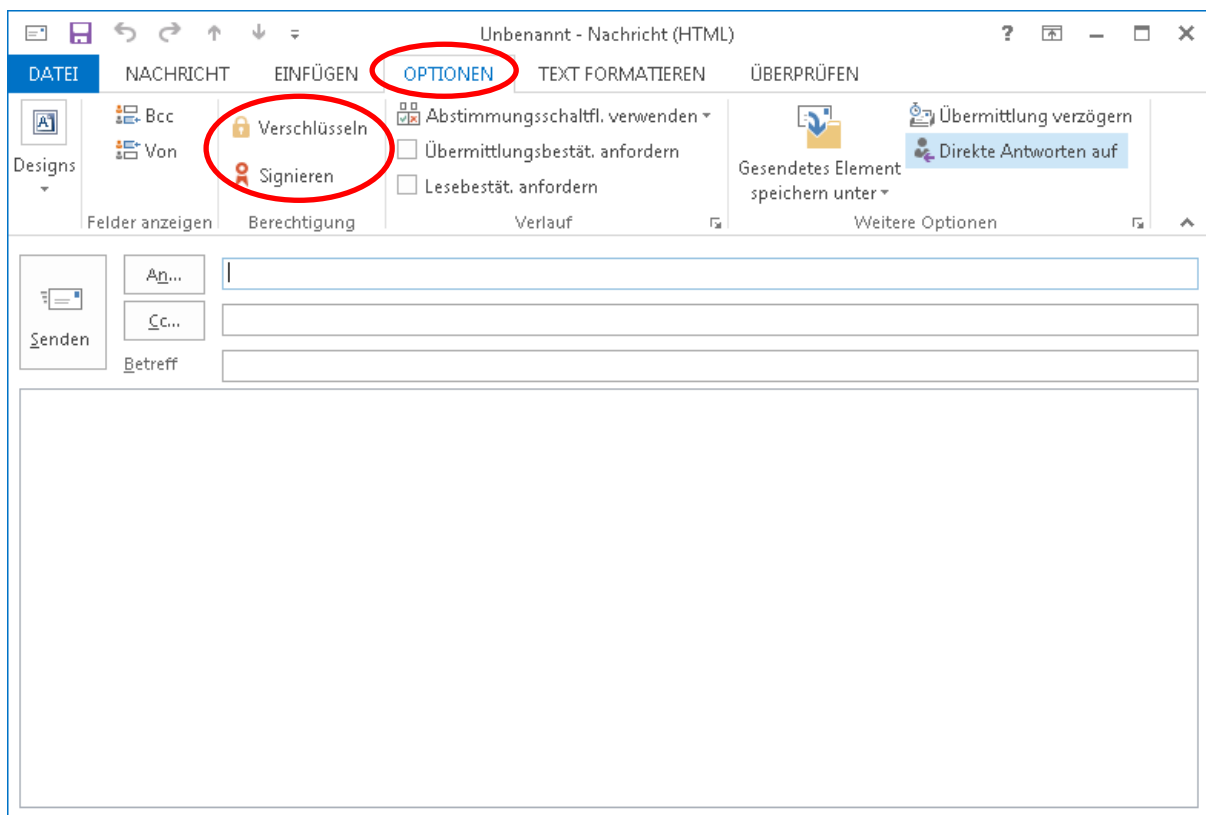 Unbenannt - Nachricht (HTML)
?
DATEI NACHRICHT EINFÜGEN OPTIONEN TEXT FORMATIEREN ÜBERPRÜFEN
Designs
Bcc
Von
Felder anzeigen
Verschlüsseln
Signieren
Berechtigung
Abstimmungsschaltfl. verwenden
Übermittlungsbestät. anfordern
Lesebestät. anfordern
Verlauf
Gesendetes Element
speichern unter
Übermittlung verzögern
Direkte Antworten auf
Weitere Optionen
Senden
An...
Cc...
Betreff